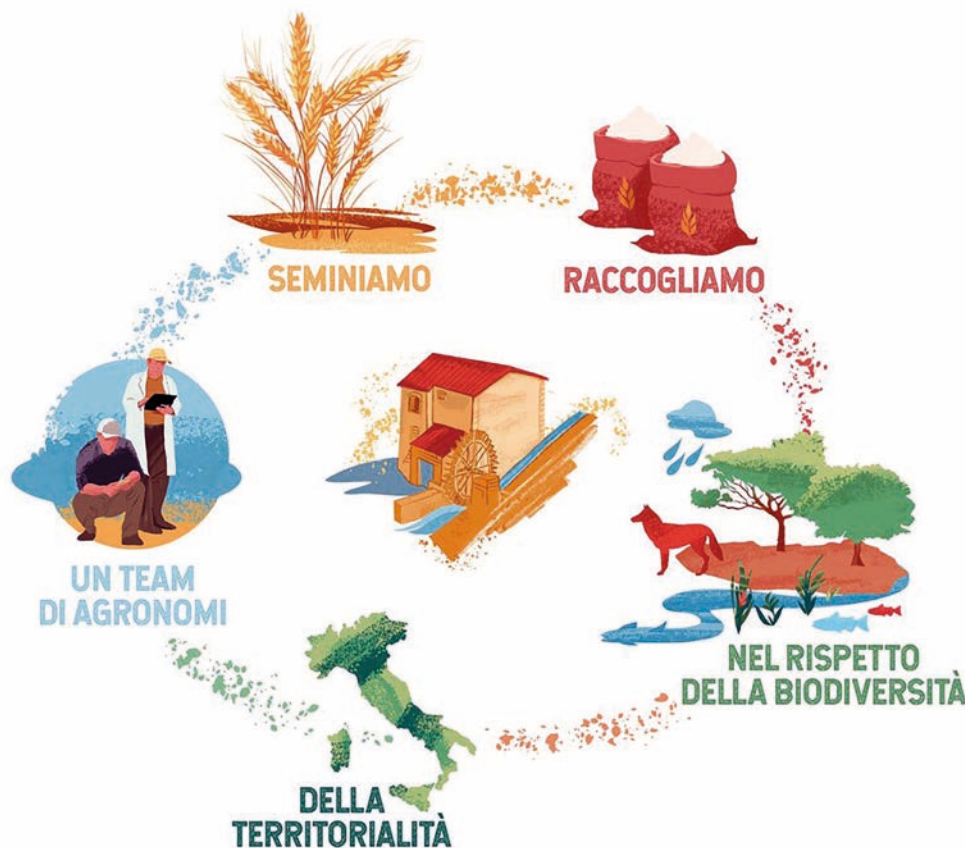 SEMINIAMO
RACCOGLIAMO
UN TEAM
DI AGRONOMI
NEL RISPETTO
DELLA BIODIVERSITÀ
DELLA
TERRITORIALITÀ